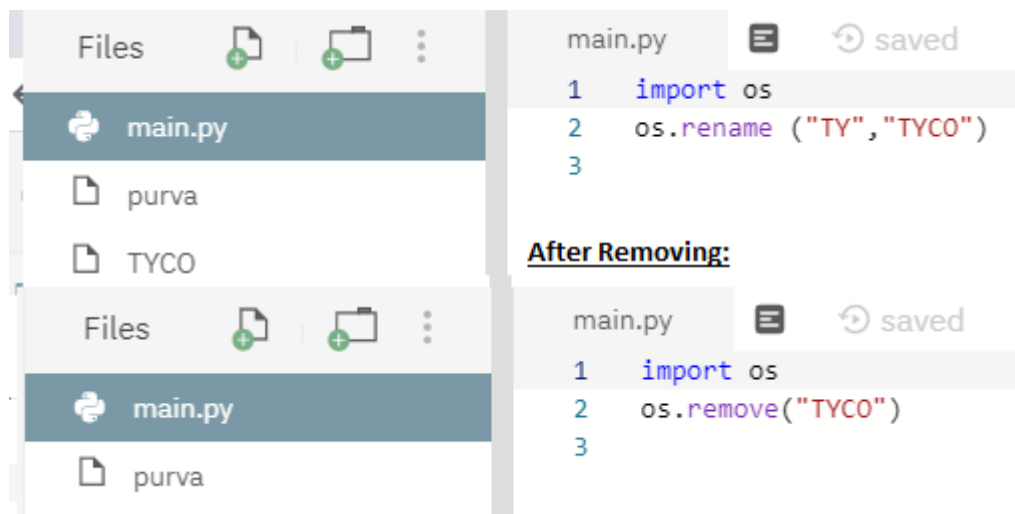 Files
main.py
purva
TYCO
main.py saved
1 import os
2 os.rename ("TY","TYCO")
3
After Removing:
Files
main.py
purva
main.py saved
1 import os
2 os.remove("TYCO")
3